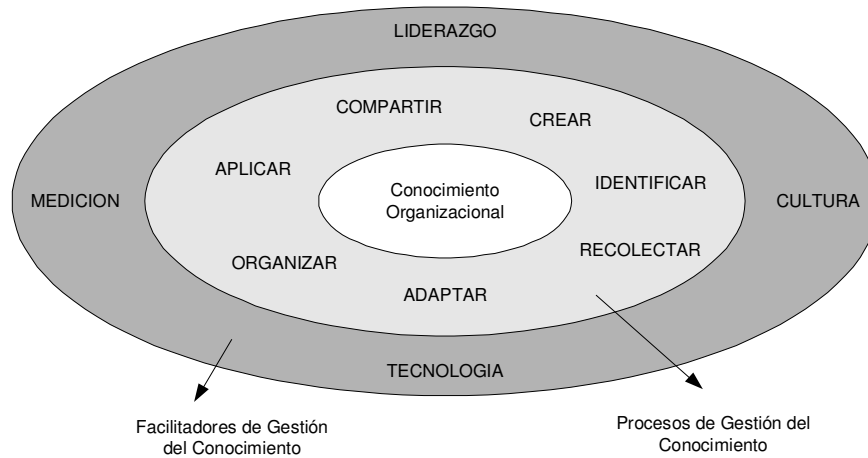 LIDERAZGO
COMPARTIR
CREAR
APLICAR
IDENTIFICAR
MEDICION
Conocimiento
Organizacional
CULTURA
ORGANIZAR
RECOLECTAR
ADAPTAR
TECNOLOGIA
Facilitadores de Gestión
del Conocimiento
Procesos de Gestión del
Conocimiento